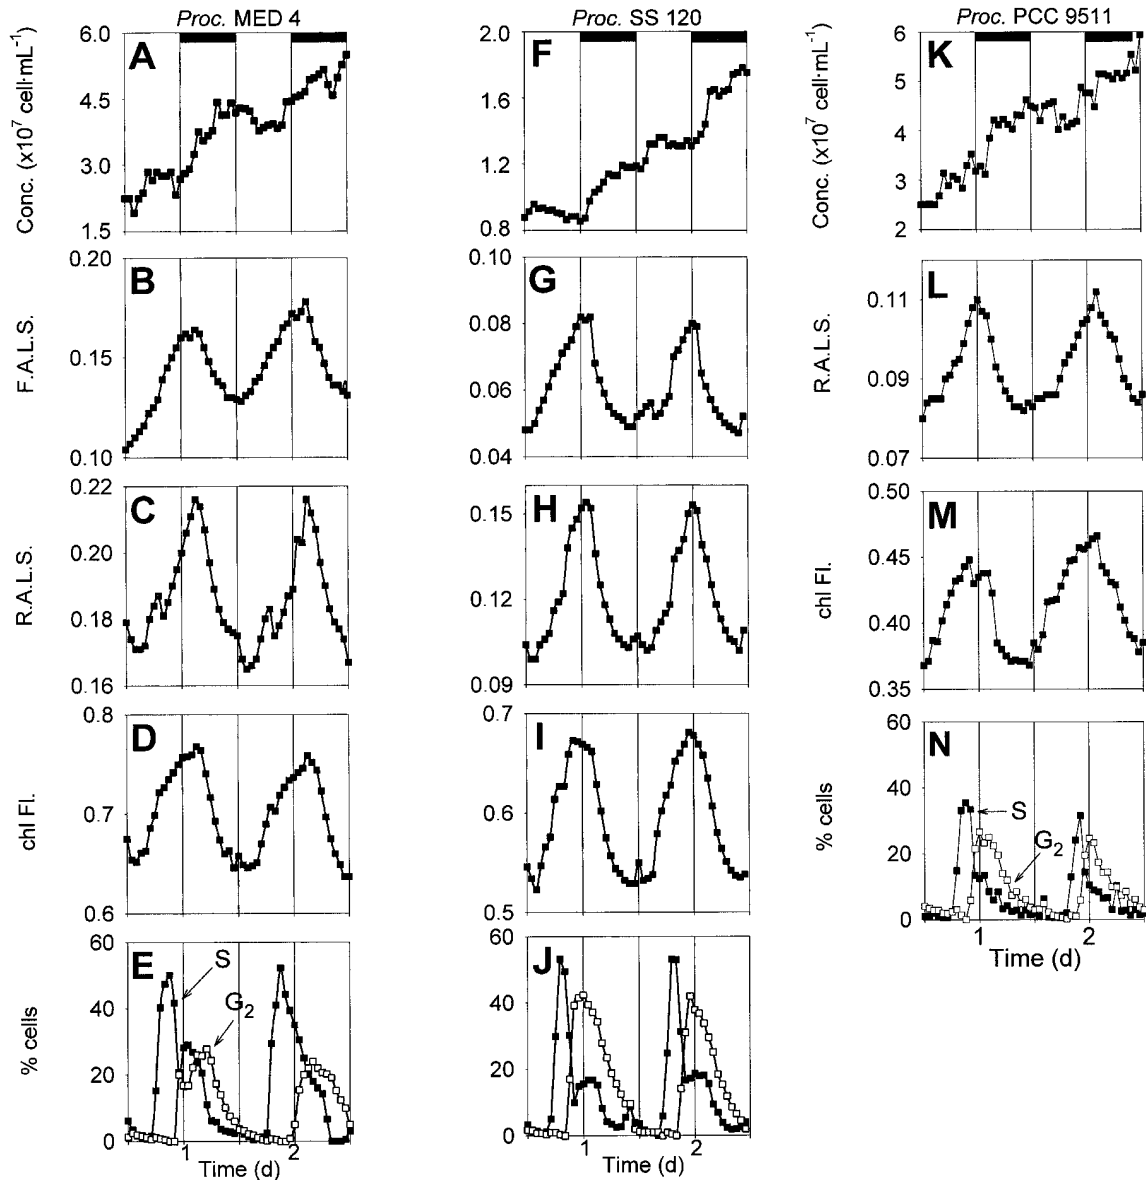 Proc. MED 4
A
6.0
4.5
3.0
1.5
Conc. (x10⁷ cell·mL⁻¹)
B
0.20
0.15
0.10
F.A.L.S.
C
0.22
0.20
0.18
0.16
R.A.L.S.
D
0.8
0.7
0.6
chl Fl.
E
60
40
20
0
% cells
S
G₂
1
2
Time (d)
Proc. SS 120
F
2.0
1.6
1.2
0.8
G
0.10
0.08
0.06
0.04
H
0.15
0.12
0.09
I
0.7
0.6
0.5
J
60
40
20
0
1
2
Time (d)
Proc. PCC 9511
K
6
5
4
3
2
Conc. (x10⁷ cell·mL⁻¹)
L
0.11
0.09
0.07
R.A.L.S.
M
0.50
0.45
0.40
0.35
chl Fl.
N
60
40
20
0
% cells
S
G₂
1
2
Time (d)